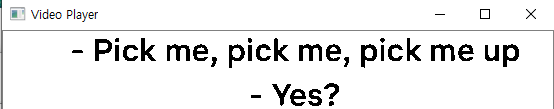 Video Player
- Pick me, pick me, pick me up
- Yes?